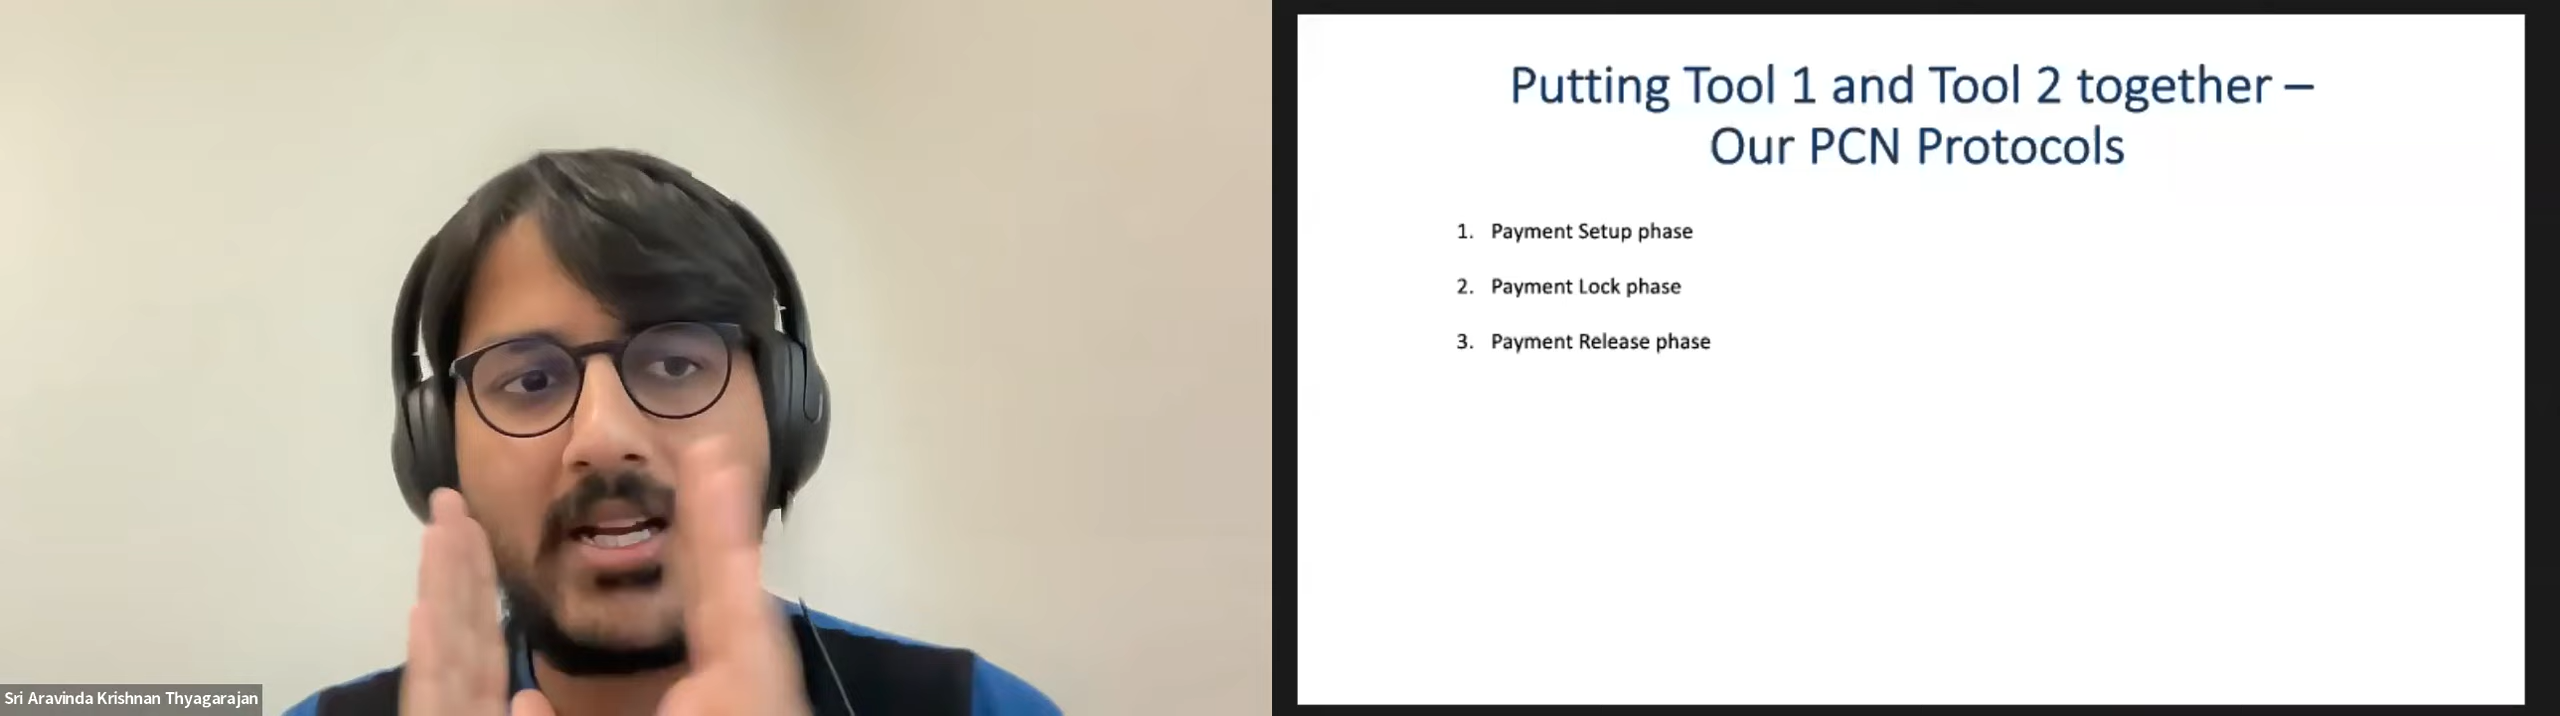 Sri Aravinda Krishnan Thyagarajan
Putting Tool 1 and Tool 2 together –
Our PCN Protocols
1. Payment Setup phase
2. Payment Lock phase
3. Payment Release phase